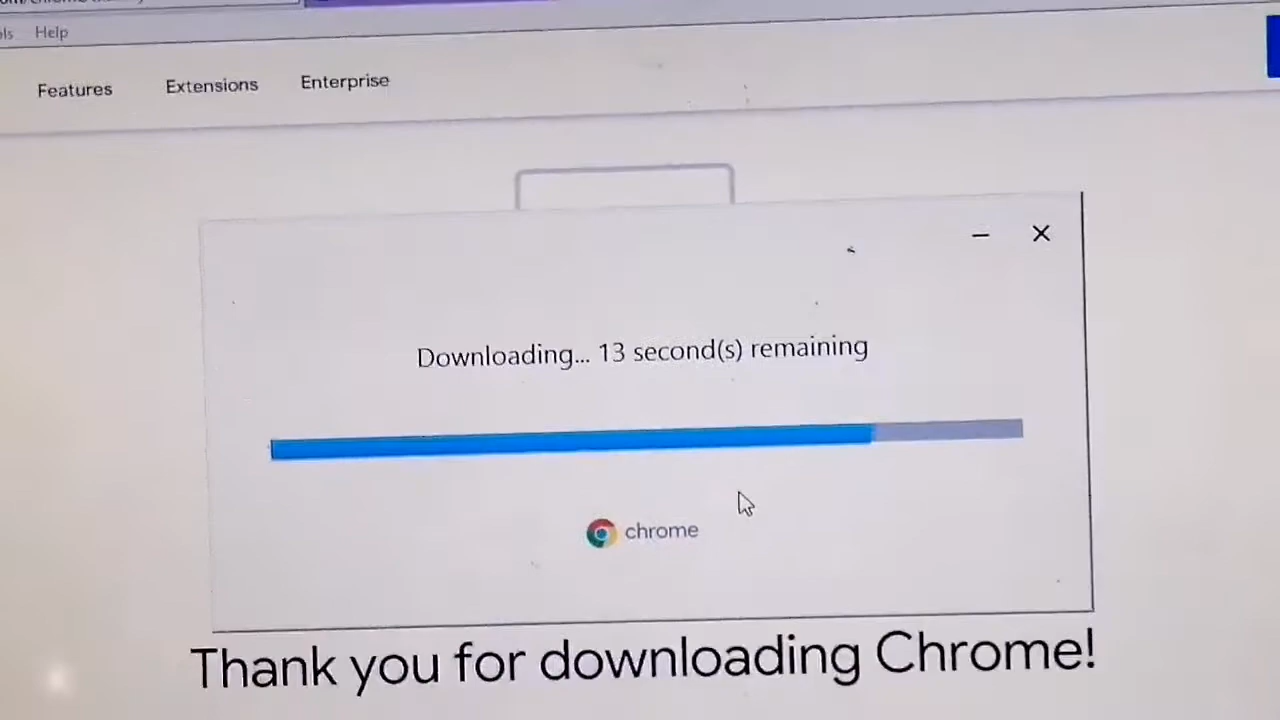 Help
Features
Extensions
Enterprise
Downloading... 13 second(s) remaining
chrome
Thank you for downloading Chrome!